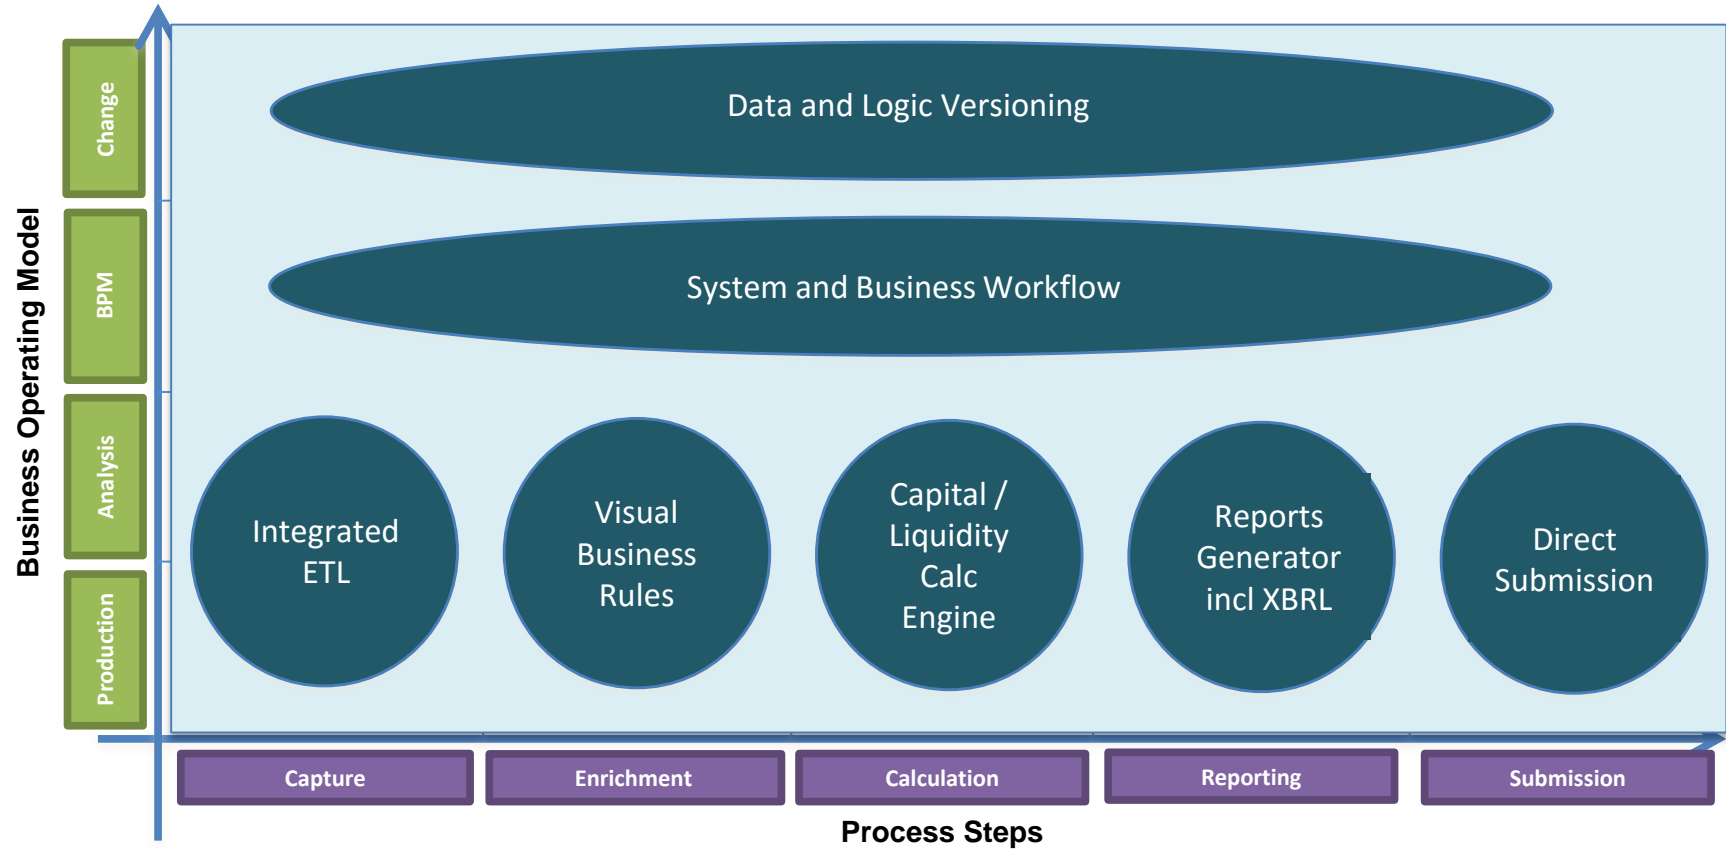 Business Operating Model
Change
BPM
Analysis
Production
Data and Logic Versioning
System and Business Workflow
Integrated
ETL
Visual
Business
Rules
Capital /
Liquidity
Calc
Engine
Reports
Generator
incl XBRL
Direct
Submission
Capture
Enrichment
Calculation
Reporting
Submission
Process Steps